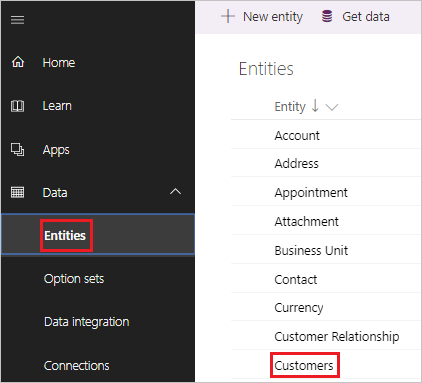 Home
Learn
Apps
Data
Entities
Option sets
Data integration
Connections
New entity Get data
Entities
Entity
Account
Address
Appointment
Attachment
Business Unit
Contact
Currency
Customer Relationship
Customers